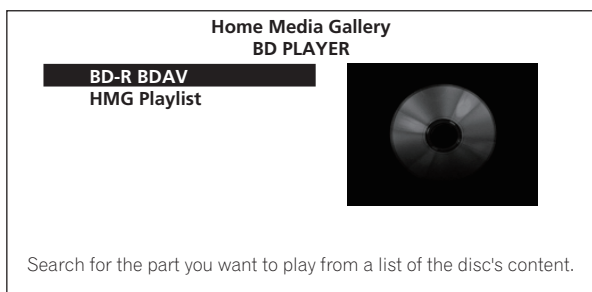 Home Media Gallery
BD PLAYER
BD-R BDAV
HMG Playlist
Search for the part you want to play from a list of the disc's content.